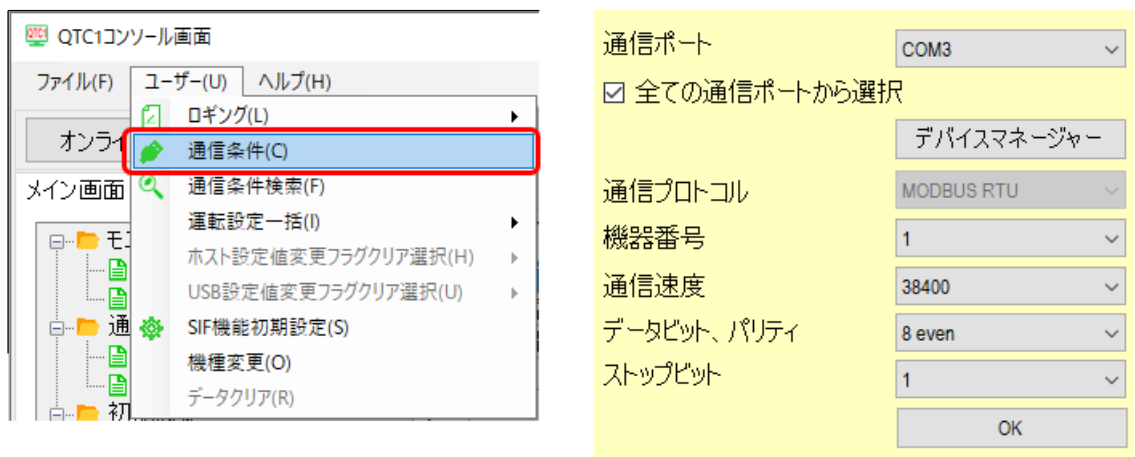 QTC1コンソール画面
ファイル(F) ユーザー(U) ヘルプ(H)
ロギング(L)
オンライ
通信条件(C)
メイン画面
通信条件検索(F)
運転設定一括(I)
モニ
ホスト設定値変更フラグクリア選択(H)
USB設定値変更フラグクリア選択(U)
通
SIF機能初期設定(S)
機種変更(O)
データクリア(R)
初
通信ポート COM3
全ての通信ポートから選択
デバイスマネージャー
通信プロトコル MODBUS RTU
機器番号 1
通信速度 38400
データビット、パリティ 8 even
ストップビット 1
OK